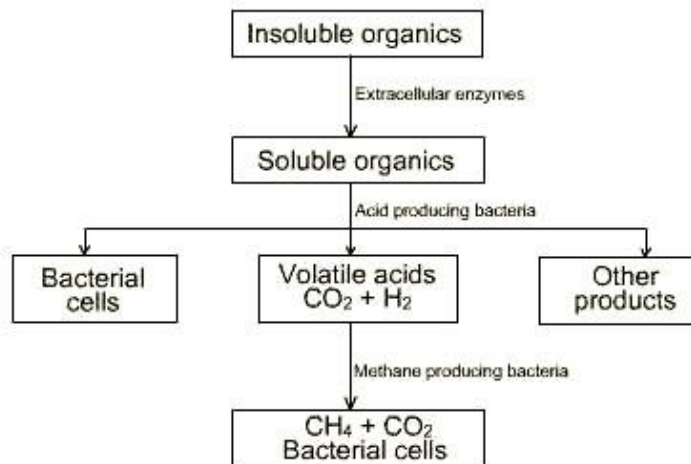 Insoluble organics
Extracellular enzymes
Soluble organics
Acid producing bacteria
Bacterial
cells
Volatile acids
CO₂ + H₂
Other
products
Methane producing bacteria
CH₄ + CO₂
Bacterial cells